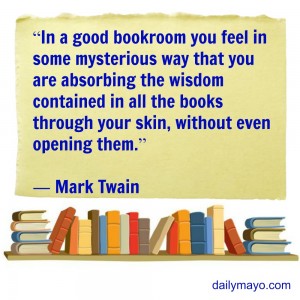 “In a good bookroom you feel in
some mysterious way that you
are absorbing the wisdom
contained in all the books
through your skin, without even
opening them.”
— Mark Twain
dailymayo.com